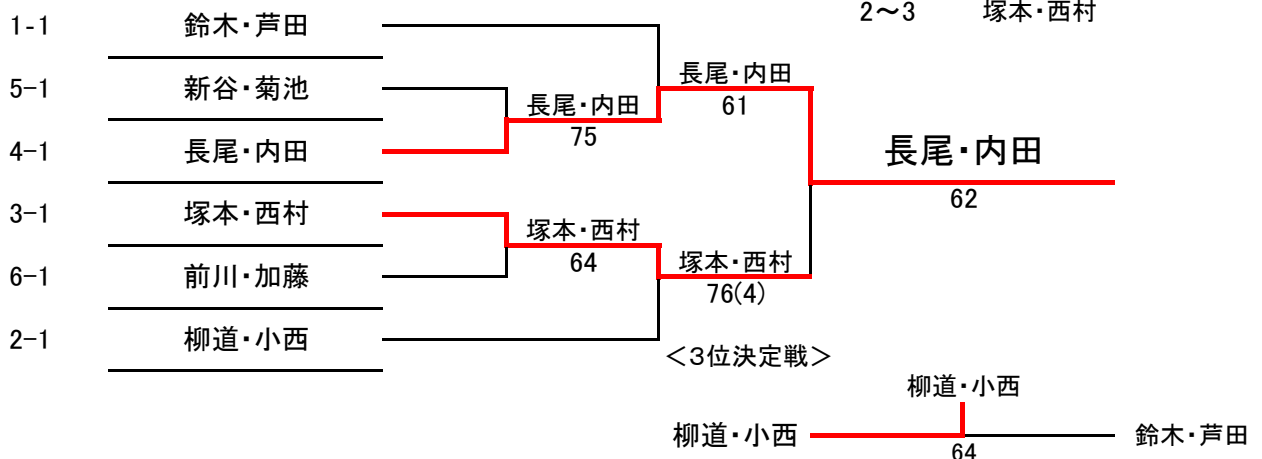 2～3 塚本・西村
1-1 鈴木・芦田
5-1 新谷・菊池
長尾・内田
61
長尾・内田
75
4-1 長尾・内田
長尾・内田
62
3-1 塚本・西村
塚本・西村
64
6-1 前川・加藤
塚本・西村
76(4)
2-1 柳道・小西
＜3位決定戦＞
柳道・小西
柳道・小西 鈴木・芦田
64